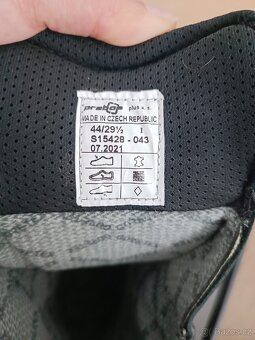 prabos plus a.s.
MADE IN CZECH REPUBLIC
44/29½ I
S15428 - 043
07.2021